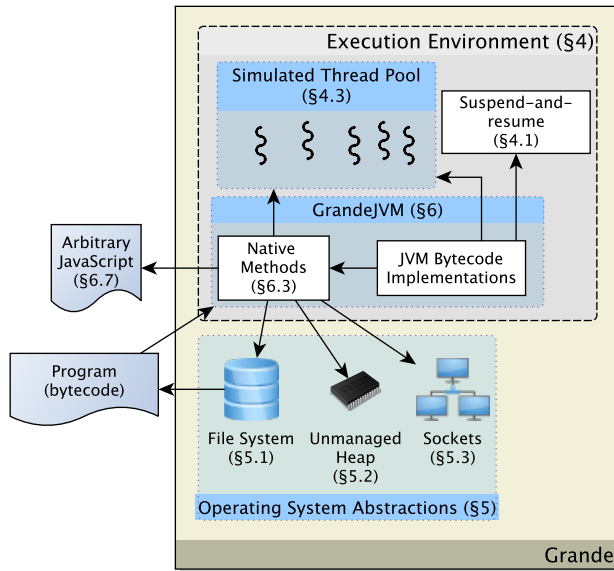 Execution Environment (§4)
Simulated Thread Pool
(§4.3)
Suspend-and-
resume
(§4.1)
GrandeJVM (§6)
Arbitrary
JavaScript
(§6.7)
Native
Methods
(§6.3)
JVM Bytecode
Implementations
Program
(bytecode)
File System
(§5.1)
Unmanaged
Heap
(§5.2)
Sockets
(§5.3)
Operating System Abstractions (§5)
Grande